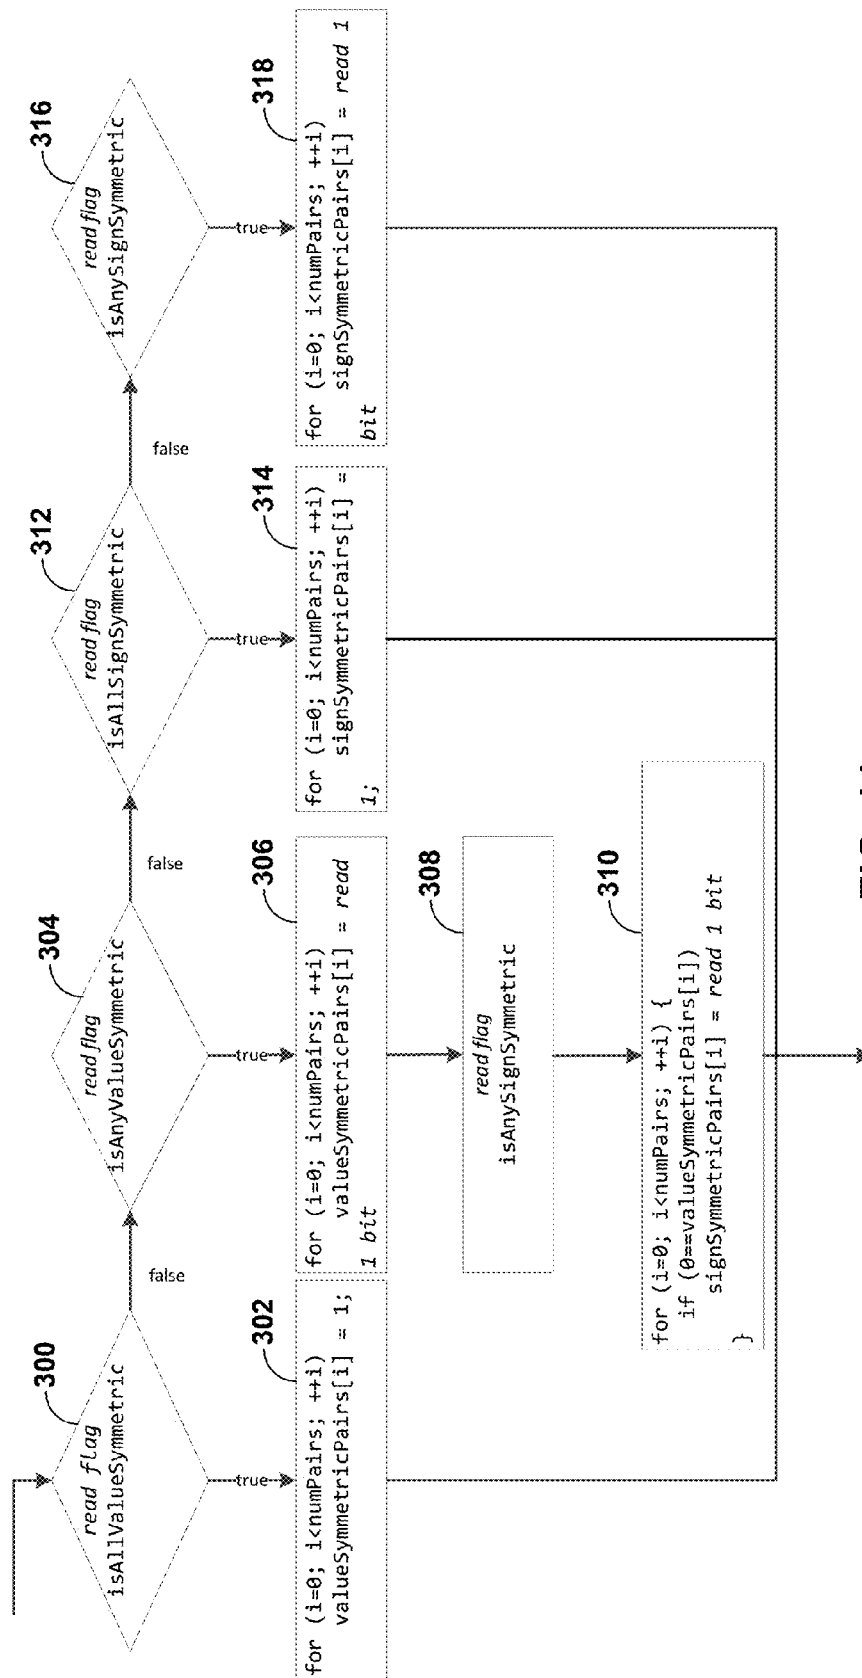 300
read flag
isAllValueSymmetric
true
false
302
for (i=0; i<numPairs; ++i)
valueSymmetricPairs[i] = 1;
304
read flag
isAnyValueSymmetric
true
false
306
for (i=0; i<numPairs; ++i)
valueSymmetricPairs[i] = read
1 bit
308
read flag
isAnySignSymmetric
310
for (i=0; i<numPairs; ++i) {
if (0==valueSymmetricPairs[i])
signSymmetricPairs[i] = read 1 bit
}
312
read flag
isAllSignSymmetric
true
false
314
for (i=0; i<numPairs; ++i)
signSymmetricPairs[i] =
1;
316
read flag
isAnySignSymmetric
true
318
for (i=0; i<numPairs; ++i)
signSymmetricPairs[i] = read 1
bit